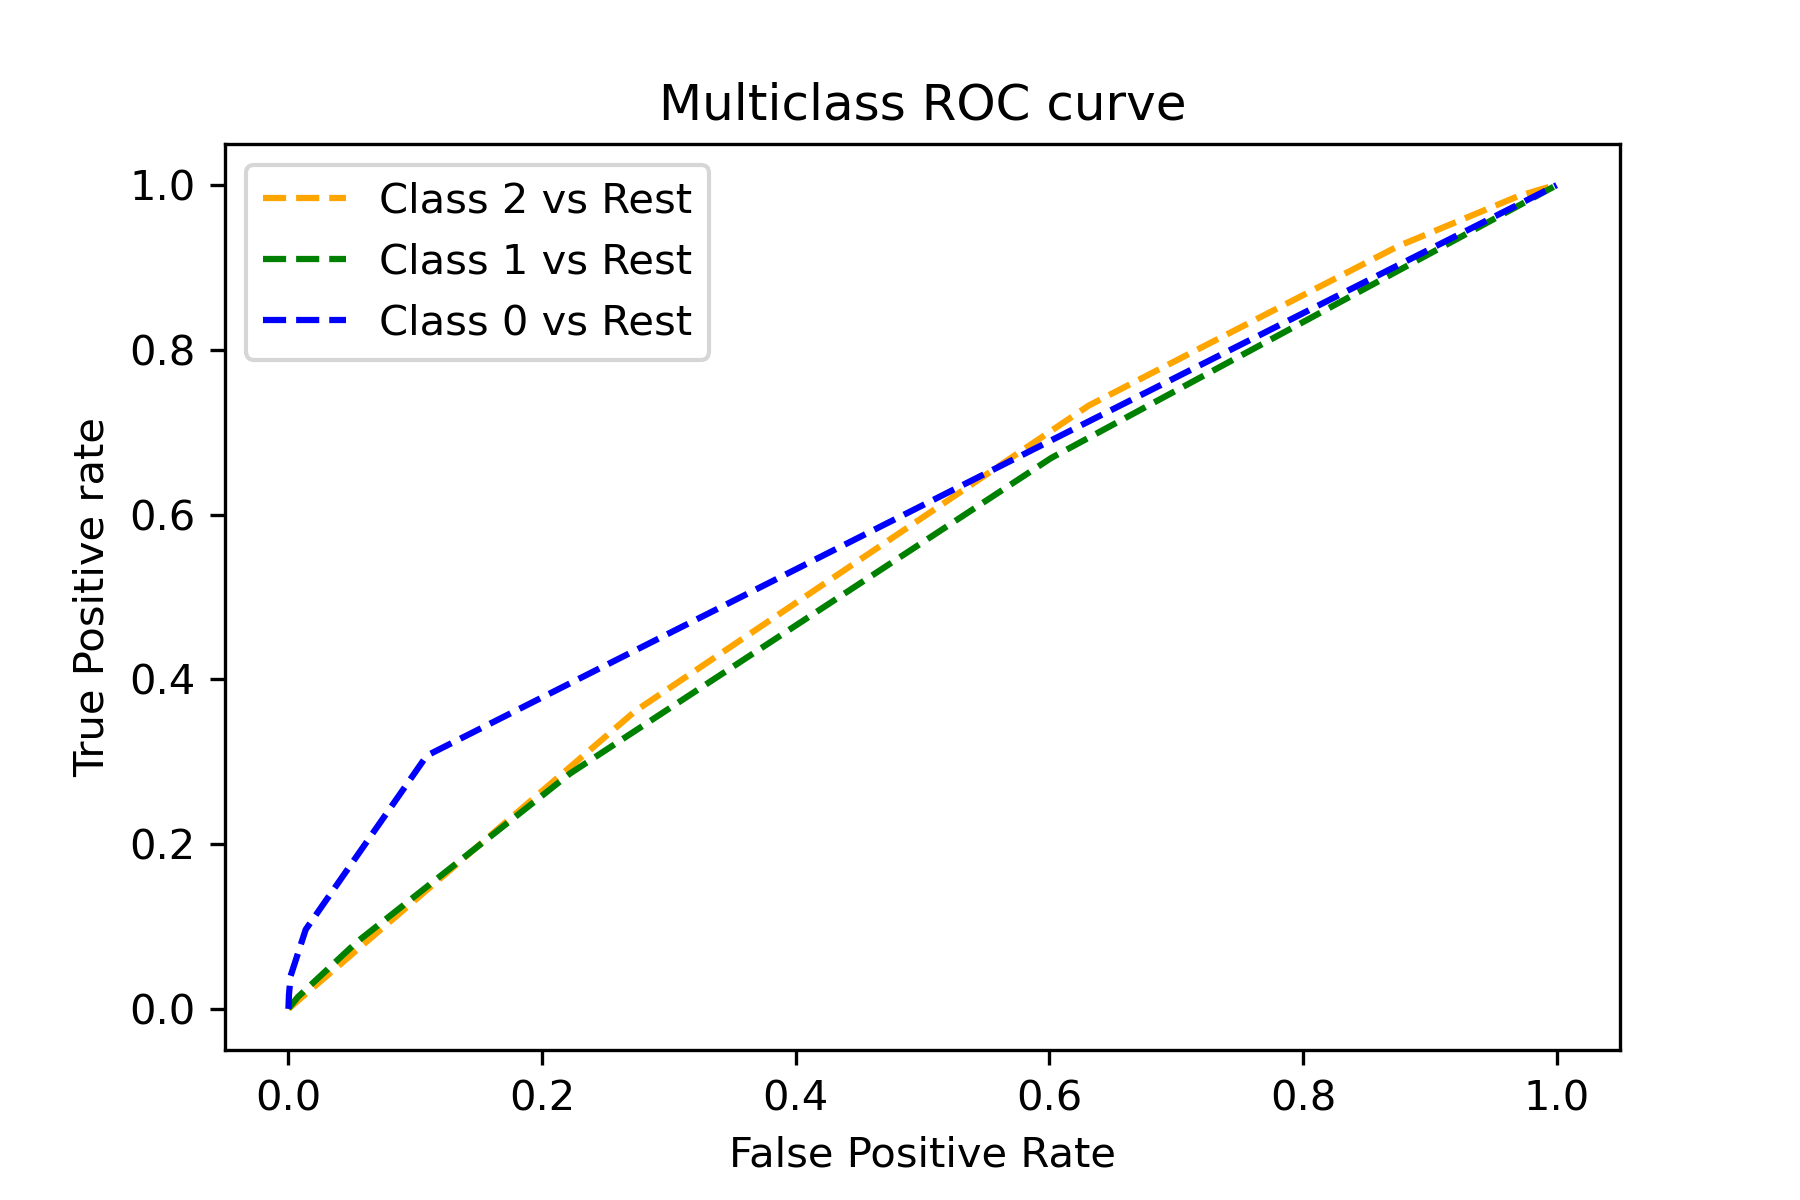 Multiclass ROC curve
Class 2 vs Rest
Class 1 vs Rest
Class 0 vs Rest
True Positive rate
1.0
0.8
0.6
0.4
0.2
0.0
0.0 0.2 0.4 0.6 0.8 1.0
False Positive Rate